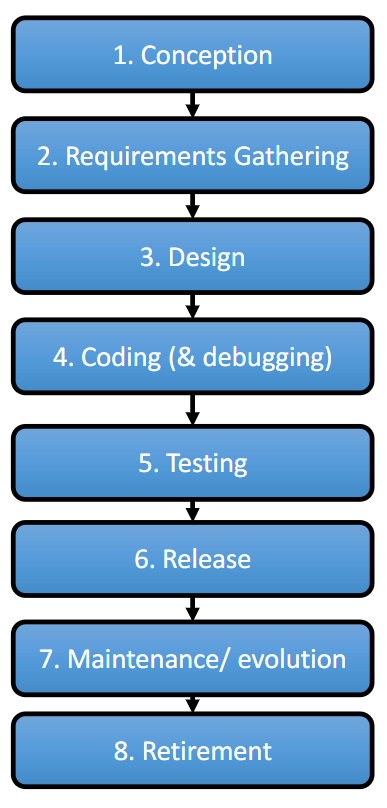 1. Conception
2. Requirements Gathering
3. Design
4. Coding (& debugging)
5. Testing
6. Release
7. Maintenance/ evolution
8. Retirement